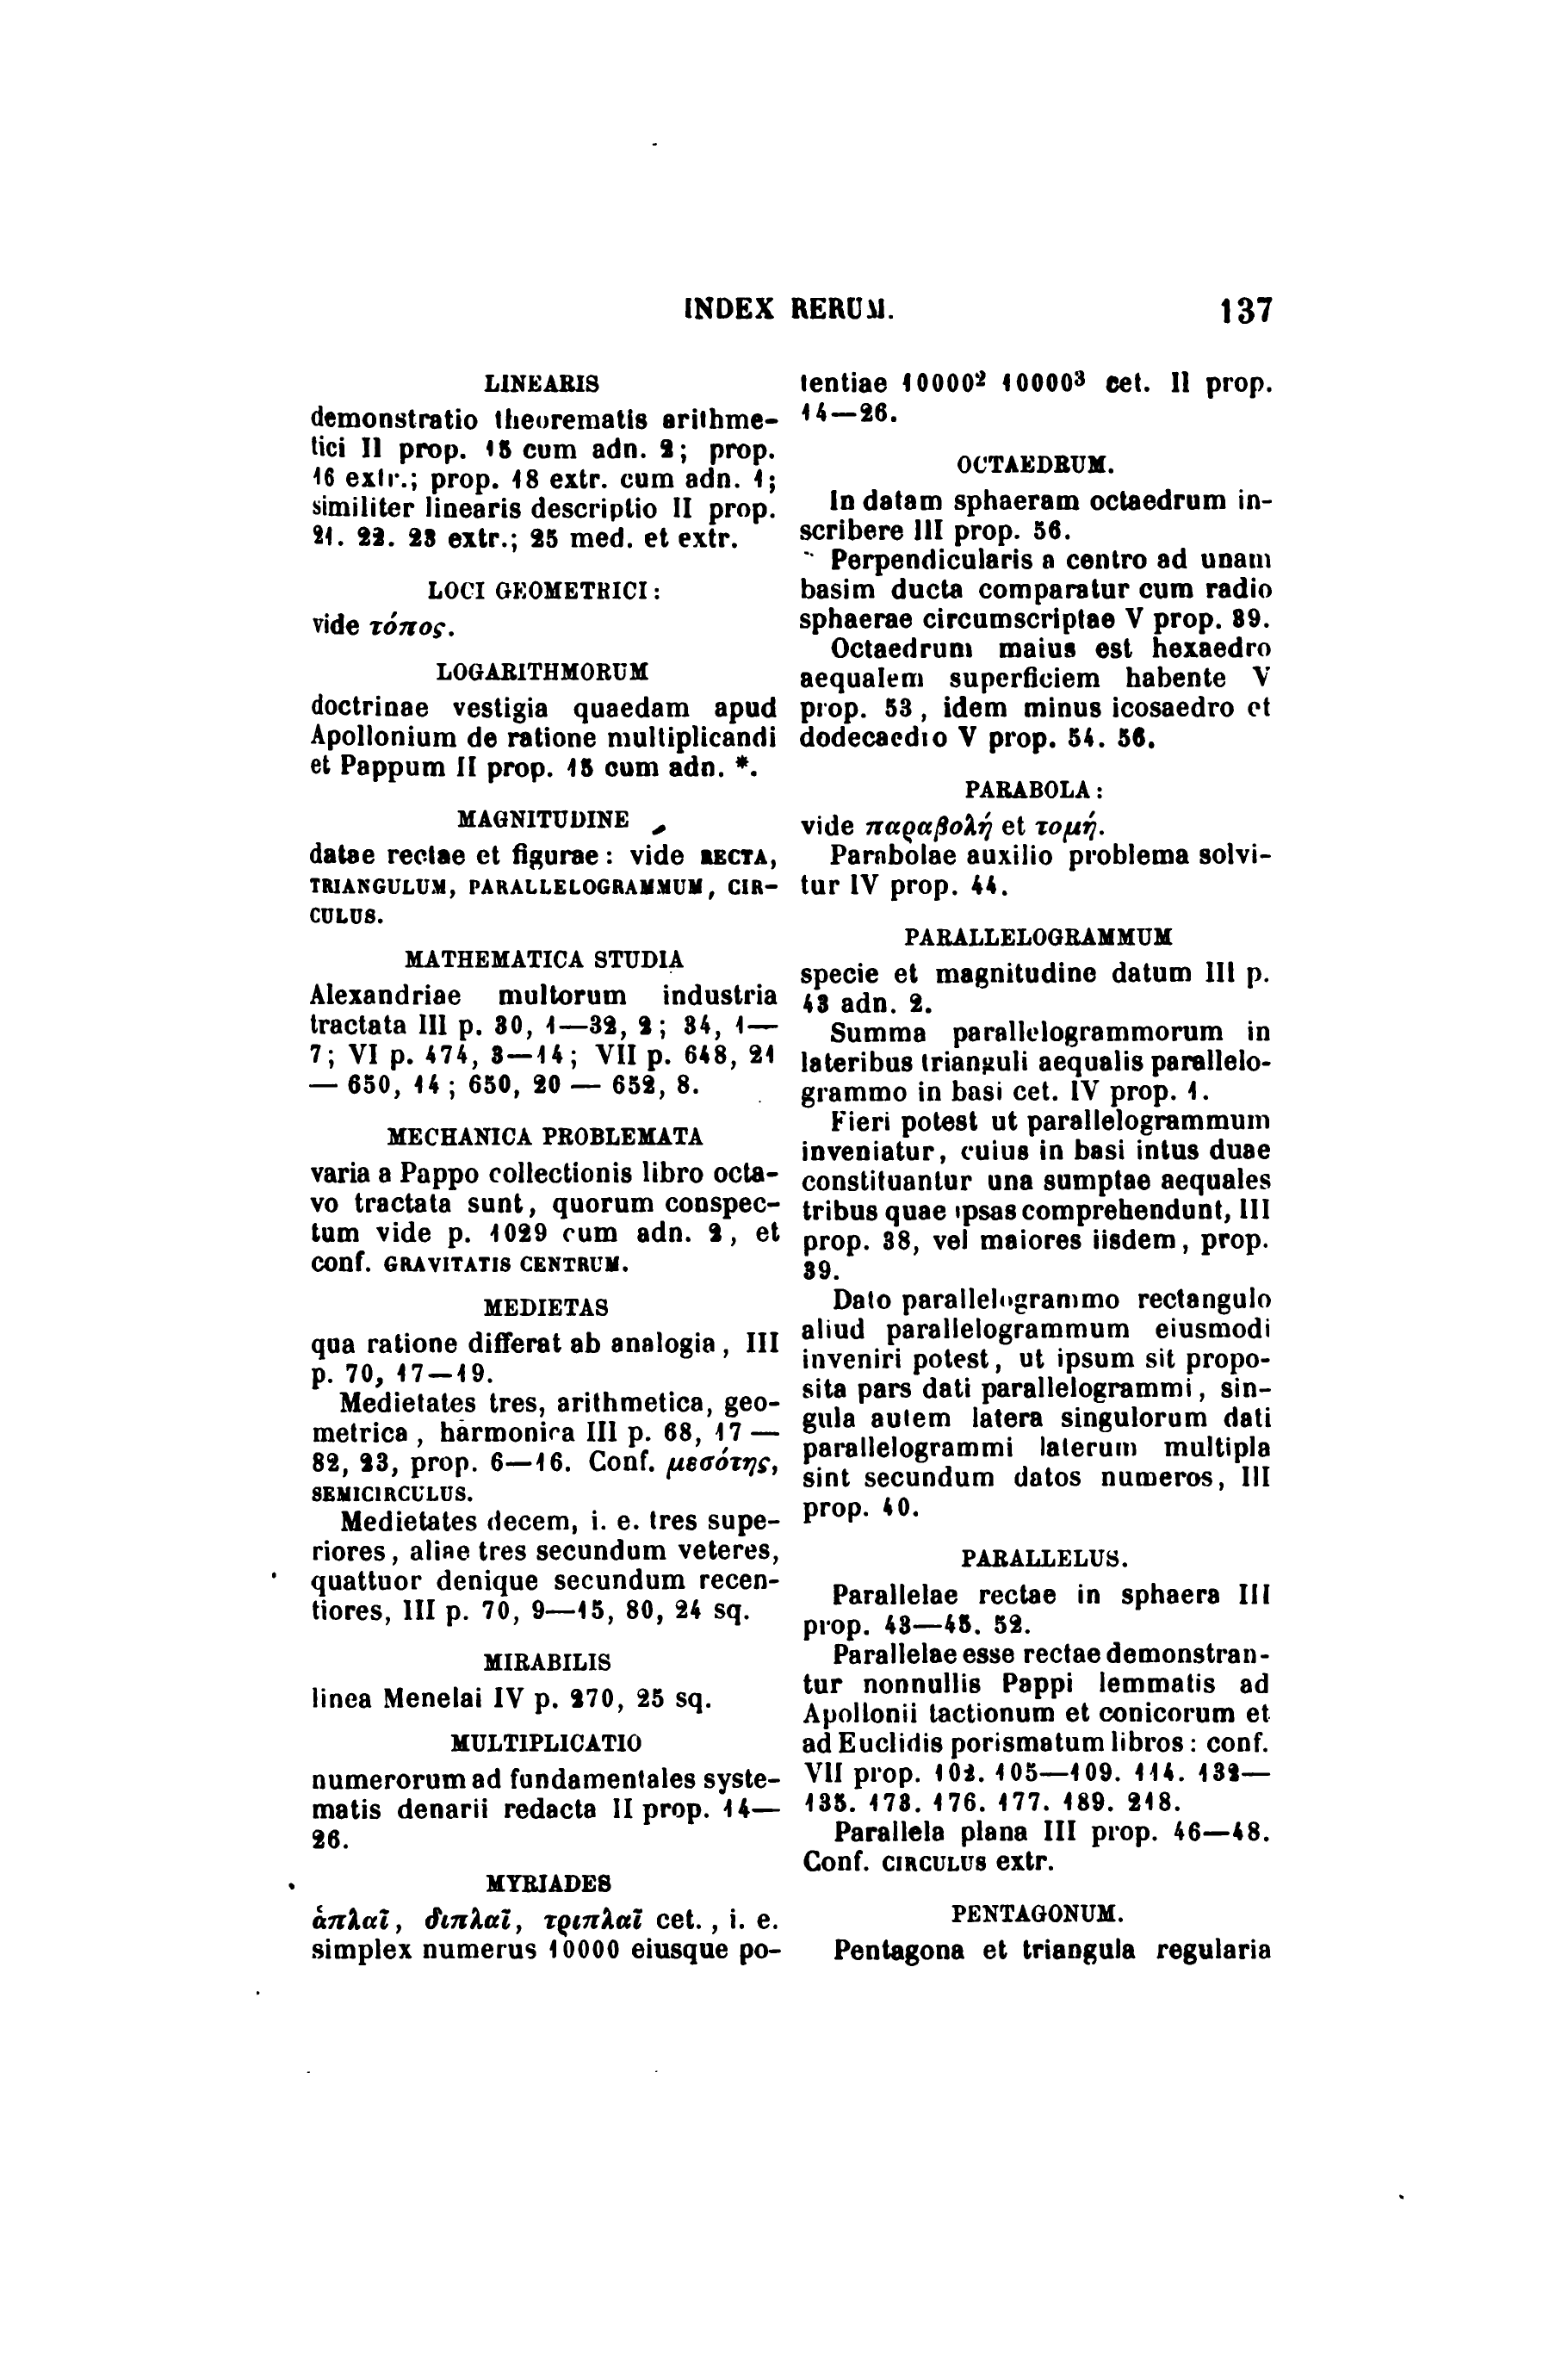 INDEX RERUM.
137
LINEARIS
demonstratio theorematis arithme-
tici II prop. 15 cum adn. 2; prop.
16 extr.; prop. 18 extr. cum adn. 1;
similiter linearis descriptio II prop.
21. 22. 23 extr.; 25 med. et extr.
LOCI GEOMETRICI:
vide τόπος.
LOGARITHMORUM
doctrinae vestigia quaedam apud
Apollonium de ratione multiplicandi
et Pappum II prop. 15 cum adn. *.
MAGNITUDINE
datae rectae et figurae: vide RECTA,
TRIANGULUM, PARALLELOGRAMMUM, CIR-
CULUS.
MATHEMATICA STUDIA
Alexandriae multorum industria
tractata III p. 30, 1—32, 2; 34, 1—
7; VI p. 474, 3—14; VII p. 648, 21
— 650, 14; 650, 20 — 652, 8.
MECHANICA PROBLEMATA
varia a Pappo collectionis libro octa-
vo tractata sunt, quorum conspec-
tum vide p. 1029 cum adn. 2, et
conf. GRAVITATIS CENTRUM.
MEDIETAS
qua ratione differat ab analogia, III
p. 70, 17—19.
Medietates tres, arithmetica, geo-
metrica, harmonica III p. 68, 17 —
82, 23, prop. 6—16. Conf. μεσότης,
SEMICIRCULUS.
Medietates decem, i. e. tres supe-
riores, aliae tres secundum veteres,
quattuor denique secundum recen-
tiores, III p. 70, 9—15, 80, 24 sq.
MIRABILIS
linea Menelai IV p. 270, 25 sq.
MULTIPLICATIO
numerorum ad fundamentales syste-
matis denarii redacta II prop. 14—
26.
MYRIADES
ἁπλαῖ, διπλαῖ, τριπλαῖ cet., i. e.
simplex numerus 10000 eiusque po-
tentiae 10000² 10000³ cet. II prop.
14—26.
OCTAEDRUM.
In datam sphaeram octaedrum in-
scribere III prop. 56.
Perpendicularis a centro ad unam
basim ducta comparatur cum radio
sphaerae circumscriptae V prop. 39.
Octaedrum maius est hexaedro
aequalem superficiem habente V
prop. 53, idem minus icosaedro et
dodecaedro V prop. 54. 56.
PARABOLA:
vide παραβολή et τομή.
Parabolae auxilio problema solvi-
tur IV prop. 44.
PARALLELOGRAMMUM
specie et magnitudine datum III p.
43 adn. 2.
Summa parallelogrammorum in
lateribus trianguli aequalis parallelo-
grammo in basi cet. IV prop. 1.
Fieri potest ut parallelogrammum
inveniatur, cuius in basi intus duae
constituantur una sumptae aequales
tribus quae ipsas comprehendunt, III
prop. 38, vel maiores iisdem, prop.
39.
Dato parallelogrammo rectangulo
aliud parallelogrammum eiusmodi
inveniri potest, ut ipsum sit propo-
sita pars dati parallelogrammi, sin-
gula autem latera singulorum dati
parallelogrammi laterum multipla
sint secundum datos numeros, III
prop. 40.
PARALLELUS.
Parallelae rectae in sphaera III
prop. 43—45. 52.
Parallelae esse rectae demonstran-
tur nonnullis Pappi lemmatis ad
Apollonii tactionum et conicorum et
ad Euclidis porismatum libros: conf.
VII prop. 102. 105—109. 114. 132—
135. 173. 176. 177. 189. 218.
Parallela plana III prop. 46—48.
Conf. CIRCULUS extr.
PENTAGONUM.
Pentagona et triangula regularia